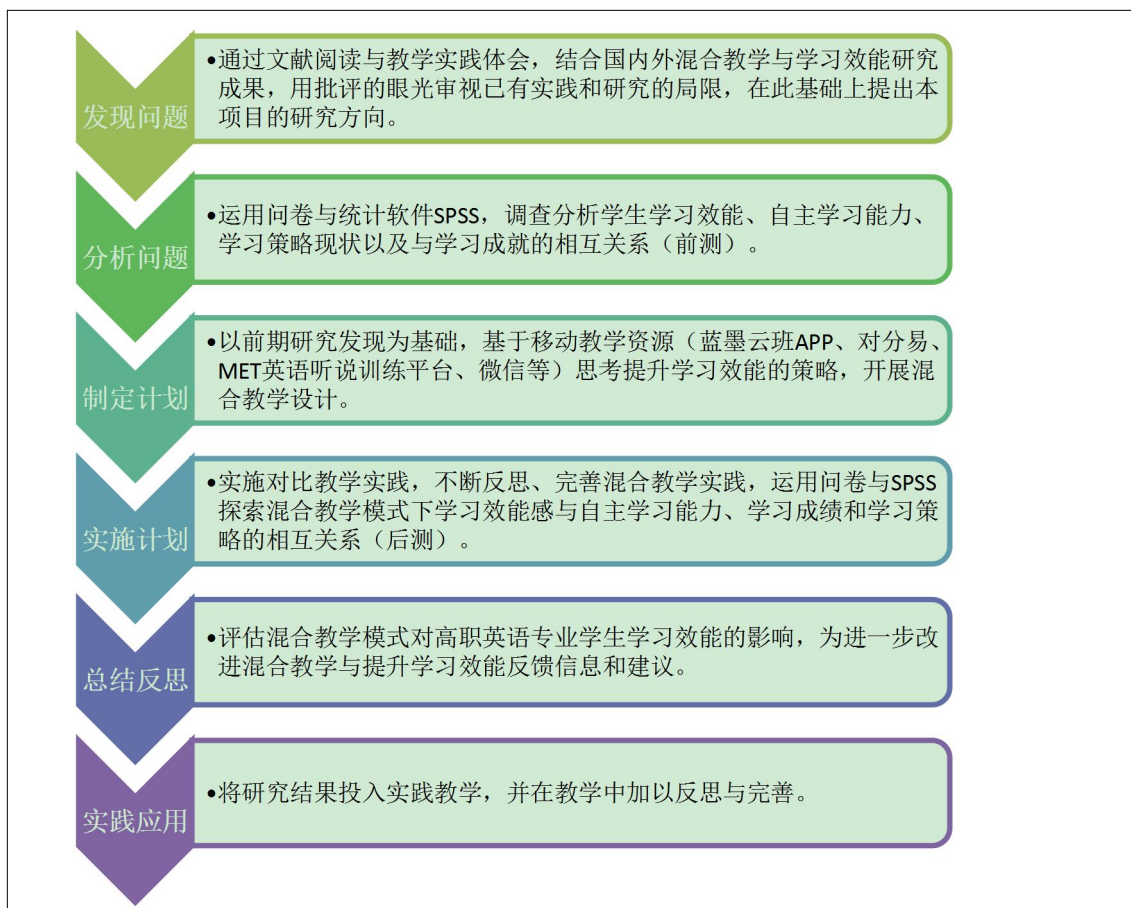 发现问题
•通过文献阅读与教学实践体会，结合国内外混合教学与学习效能研究
成果，用批评的眼光审视已有实践和研究的局限，在此基础上提出本
项目的研究方向。
分析问题
•运用问卷与统计软件SPSS，调查分析学生学习效能、自主学习能力、
学习策略现状以及与学习成就的相互关系（前测）。
制定计划
•以前期研究发现为基础，基于移动教学资源（蓝墨云班APP、对分易、
MET英语听说训练平台、微信等）思考提升学习效能的策略，开展混
合教学设计。
实施计划
•实施对比教学实践，不断反思、完善混合教学实践，运用问卷与SPSS
探索混合教学模式下学习效能感与自主学习能力、学习成绩和学习策
略的相互关系（后测）。
总结反思
•评估混合教学模式对高职英语专业学生学习效能的影响，为进一步改
进混合教学与提升学习效能反馈信息和建议。
实践应用
•将研究结果投入实践教学，并在教学中加以反思与完善。